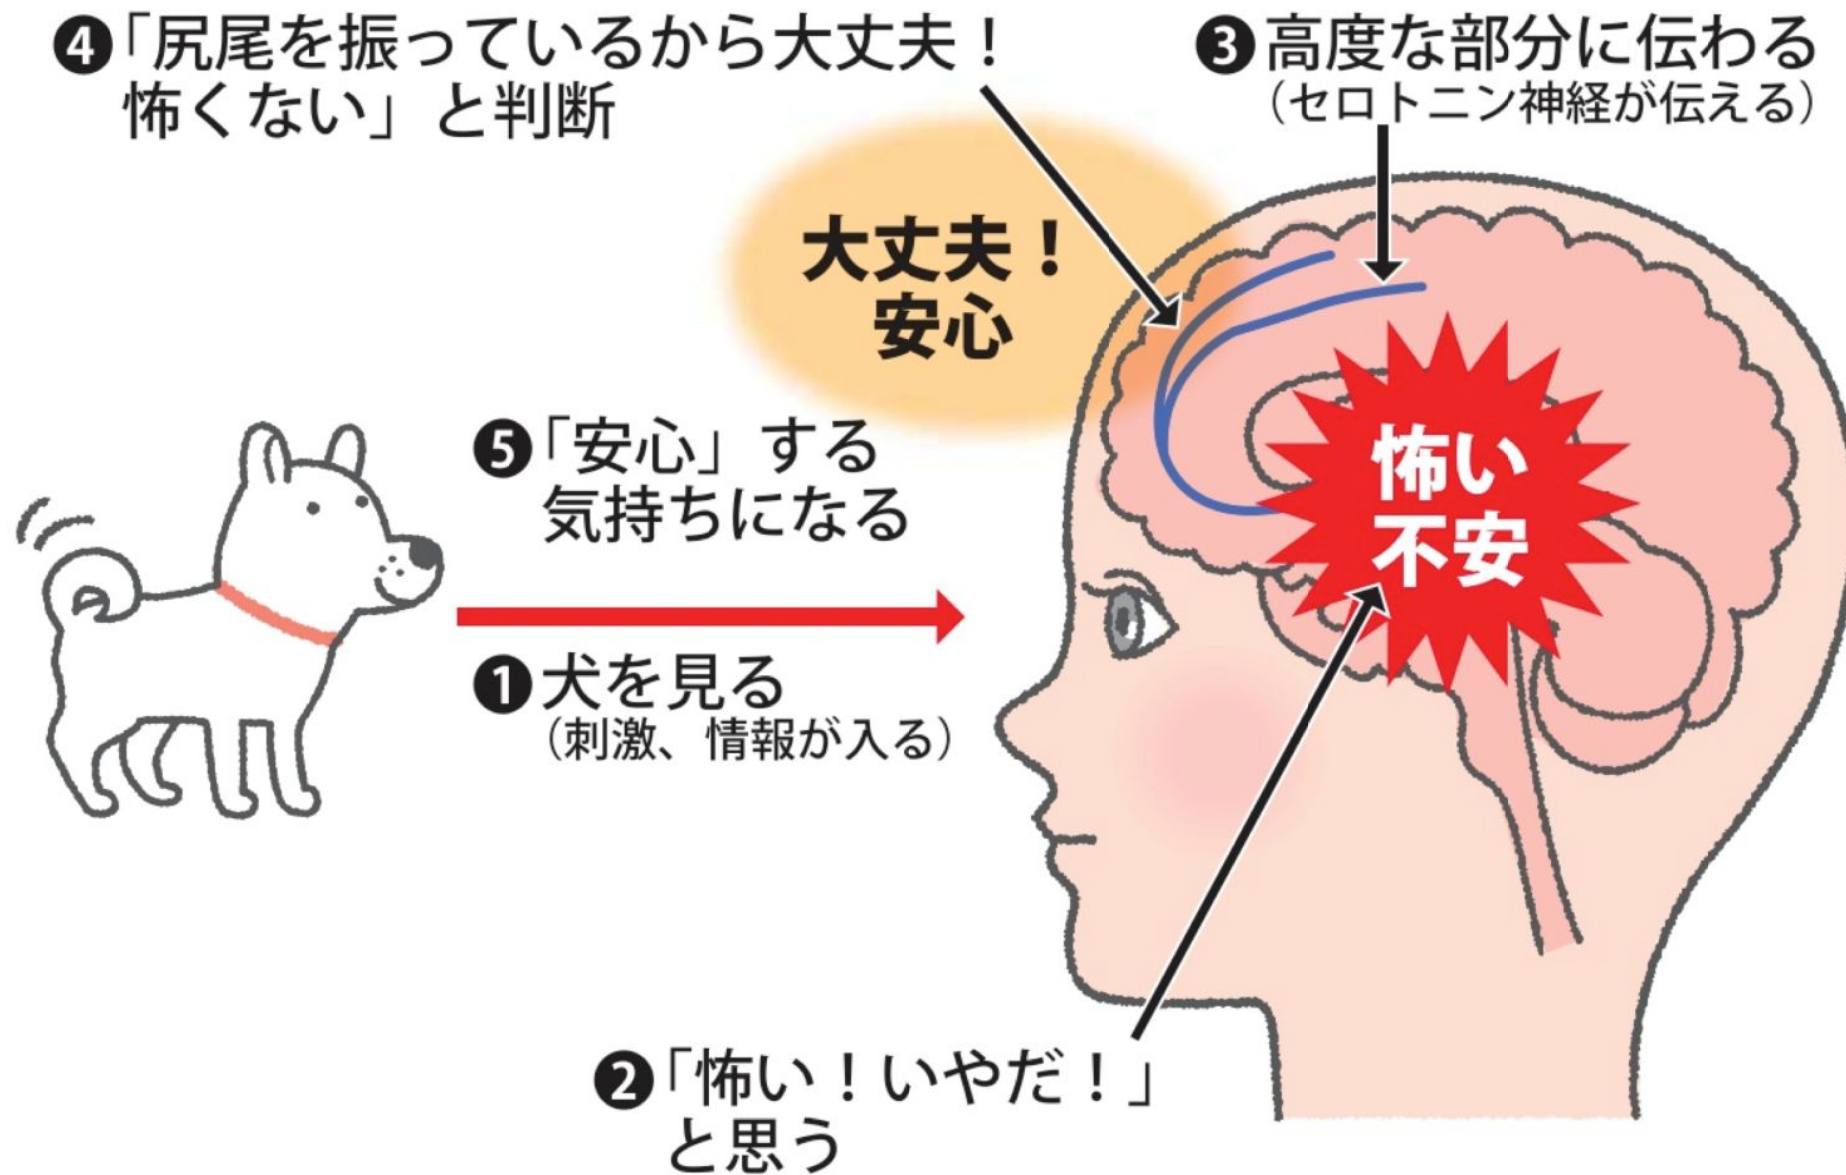 ❹「尻尾を振っているから大丈夫！
怖くない」と判断
❸高度な部分に伝わる
（セロトニン神経が伝える）
大丈夫！
安心
❺「安心」する
気持ちになる
怖い
不安
❶犬を見る
（刺激、情報が入る）
❷「怖い！いやだ！」
と思う